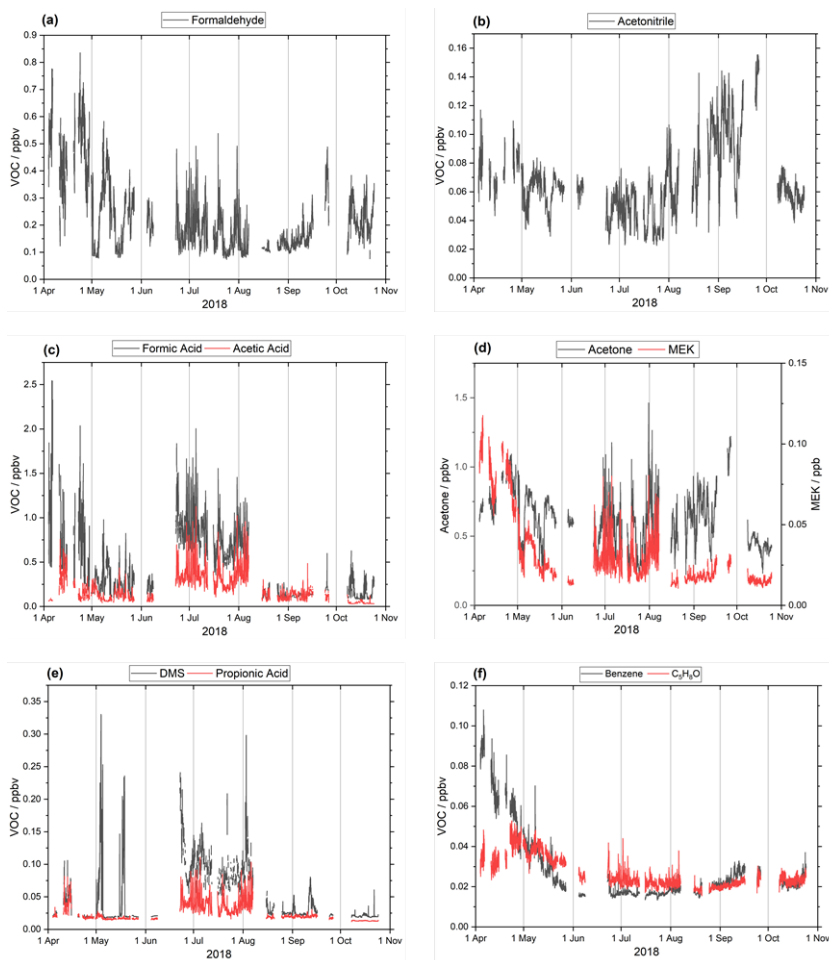 (a)
Formaldehyde
0.9
0.8
0.7
0.6
0.5
0.4
0.3
0.2
0.1
0.0
VOC / ppbv
1 Apr 1 May 1 Jun 1 Jul 1 Aug 1 Sep 1 Oct 1 Nov
2018
(b)
Acetonitrile
0.16
0.14
0.12
0.10
0.08
0.06
0.04
0.02
0.00
VOC / ppbv
1 Apr 1 May 1 Jun 1 Jul 1 Aug 1 Sep 1 Oct 1 Nov
2018
(c)
Formic Acid Acetic Acid
2.5
2.0
1.5
1.0
0.5
0.0
VOC / ppbv
1 Apr 1 May 1 Jun 1 Jul 1 Aug 1 Sep 1 Oct 1 Nov
2018
(d)
Acetone MEK
1.5
1.0
0.5
0.0
Acetone / ppbv
0.15
0.10
0.05
0.00
MEK / ppb
1 Apr 1 May 1 Jun 1 Jul 1 Aug 1 Sep 1 Oct 1 Nov
2018
(e)
DMS Propionic Acid
0.35
0.30
0.25
0.20
0.15
0.10
0.05
0.00
VOC / ppbv
1 Apr 1 May 1 Jun 1 Jul 1 Aug 1 Sep 1 Oct 1 Nov
2018
(f)
Benzene C₃H₈O
0.12
0.10
0.08
0.06
0.04
0.02
0.00
VOC / ppbv
1 Apr 1 May 1 Jun 1 Jul 1 Aug 1 Sep 1 Oct 1 Nov
2018